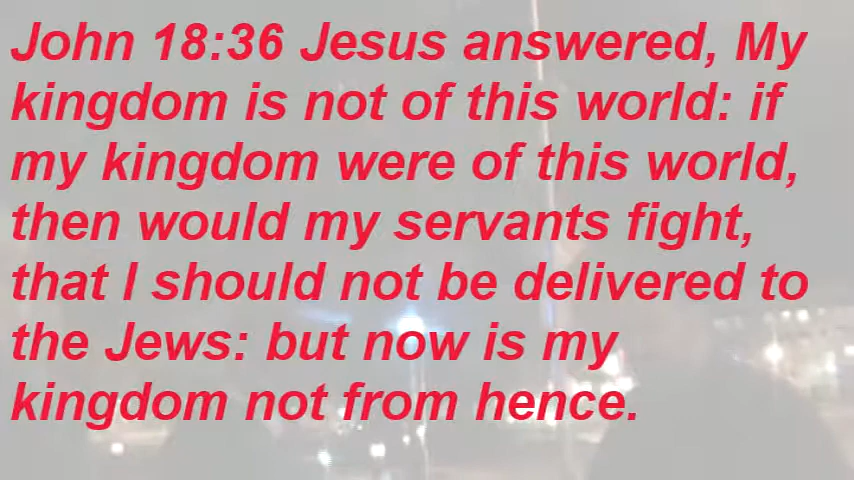 John 18:36 Jesus answered, My
kingdom is not of this world: if
my kingdom were of this world,
then would my servants fight,
that I should not be delivered to
the Jews: but now is my
kingdom not from hence.